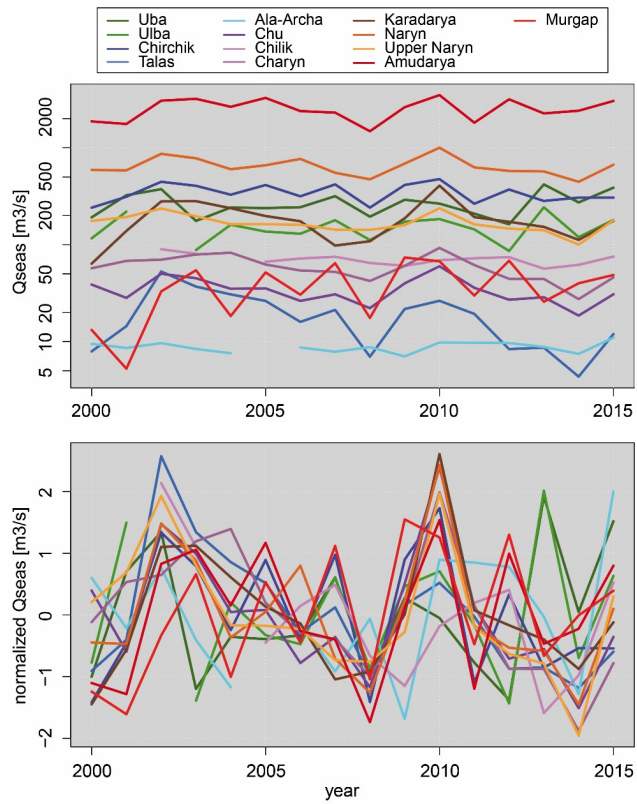 Uba Ala-Archa Karadarya Murgap
Ulba Chu Naryn
Chirchik Chilik Upper Naryn
Talas Charyn Amudarya
Qseas [m3/s]
2000
500
200
50
20
10
5
2000 2005 2010 2015
normalized Qseas [m3/s]
2
1
0
−1
−2
2000 2005 2010 2015
year